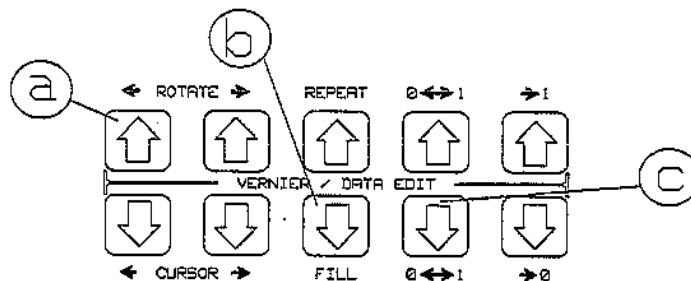 b
a
← ROTATE → REPEAT 0↔1 →1
c
VERNIER / DATA EDIT
← CURSOR → FILL 0↔1 →0